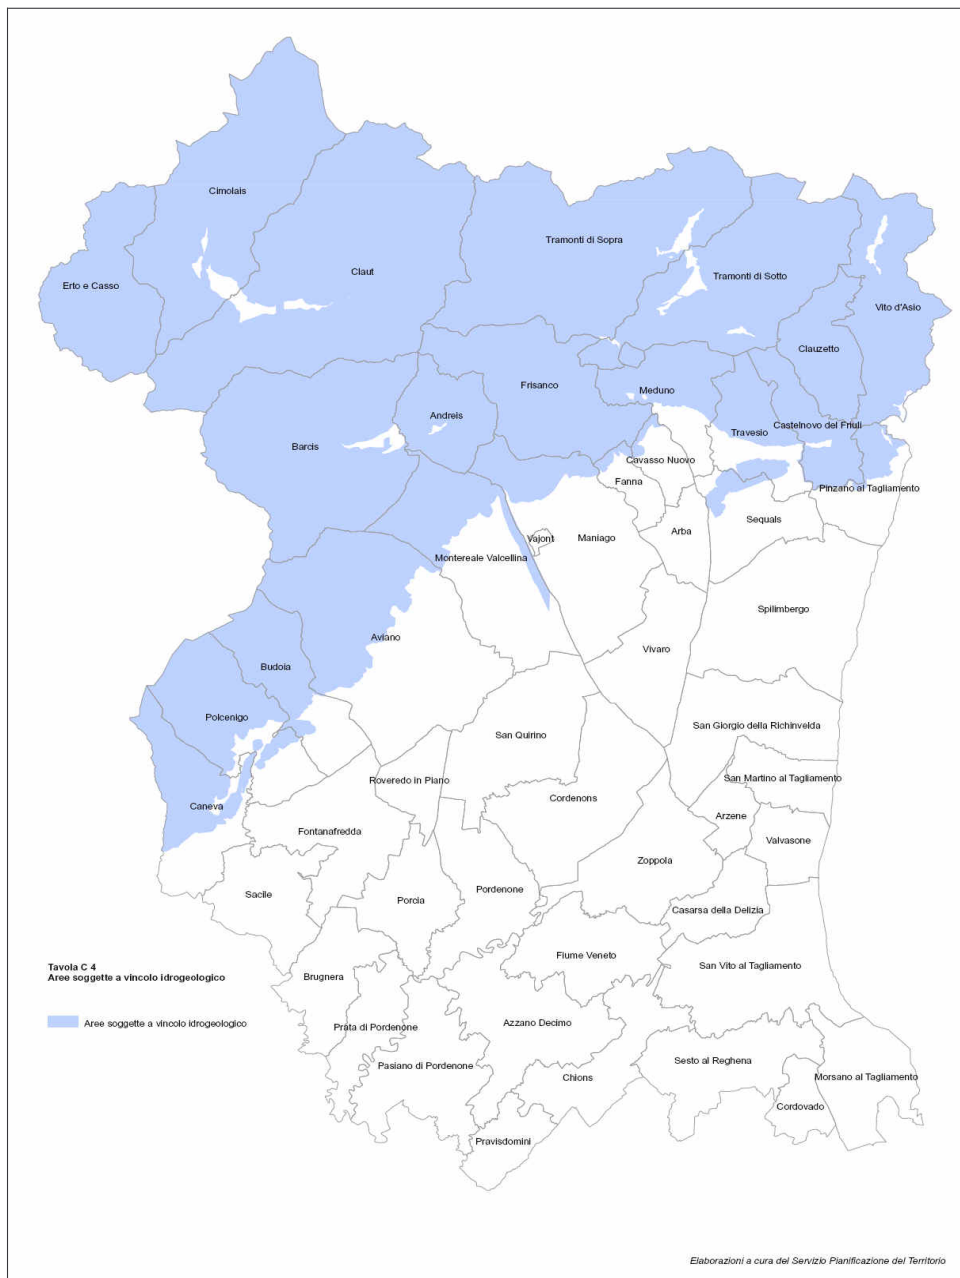 Cimolais
Tramonti di Sopra
Claut
Tramonti di Sotto
Erto e Casso
Vito d'Asio
Clauzetto
Frisanco
Meduno
Andreis
Castelnovo del Friuli
Travesio
Barcis
Cavasso Nuovo
Fanna
Pinzano al Tagliamento
Sequals
Arba
Vajont
Maniago
Montereale Valcellina
Spilimbergo
Aviano
Vivaro
Budoia
Polcenigo
San Giorgio della Richinvelda
San Quirino
Roveredo in Piano
San Martino al Tagliamento
Cordenons
Caneva
Arzene
Fontanafredda
Valvasone
Zoppola
Pordenone
Sacile
Porcia
Casarsa della Delizia
Fiume Veneto
San Vito al Tagliamento
Tavola C 4
Aree soggette a vincolo idrogeologico
Brugnera
Aree soggette a vincolo idrogeologico
Prata di Pordenone
Azzano Decimo
Pasiano di Pordenone
Sesto al Reghena
Chions
Morsano al Tagliamento
Cordovado
Pravisdomini
Elaborazioni a cura del Servizio Pianificazione del Territorio